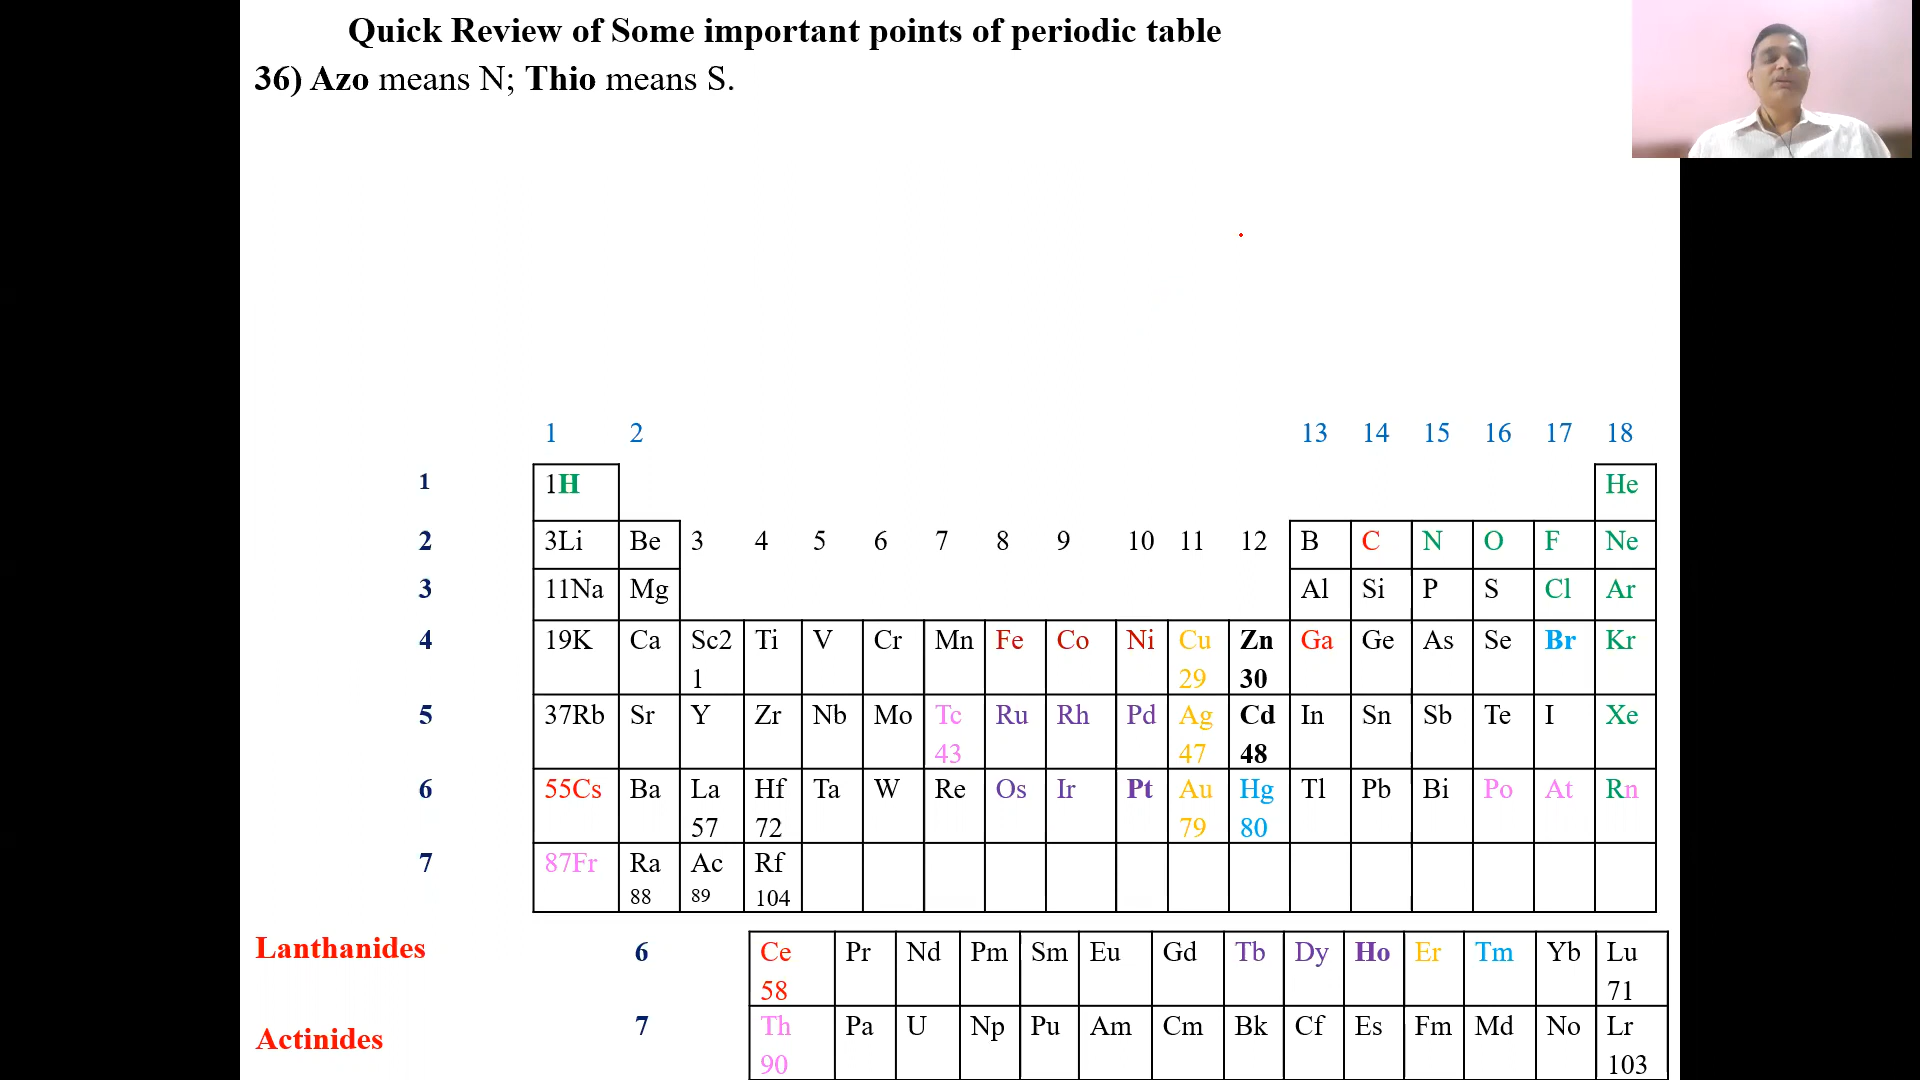 Quick Review of Some important points of periodic table
36) Azo means N; Thio means S.
1 2 13 14 15 16 17 18
1 1H He
2 3Li Be 3 4 5 6 7 8 9 10 11 12 B C N O F Ne
3 11Na Mg Al Si P S Cl Ar
4 19K Ca Sc2 Ti V Cr Mn Fe Co Ni Cu Zn Ga Ge As Se Br Kr
1 29 30
5 37Rb Sr Y Zr Nb Mo Tc Ru Rh Pd Ag Cd In Sn Sb Te I Xe
43 47 48
6 55Cs Ba La Hf Ta W Re Os Ir Pt Au Hg Tl Pb Bi Po At Rn
57 72 79 80
7 87Fr Ra Ac Rf
88 89 104
Lanthanides 6 Ce Pr Nd Pm Sm Eu Gd Tb Dy Ho Er Tm Yb Lu
58 71
Actinides 7 Th Pa U Np Pu Am Cm Bk Cf Es Fm Md No Lr
90 103